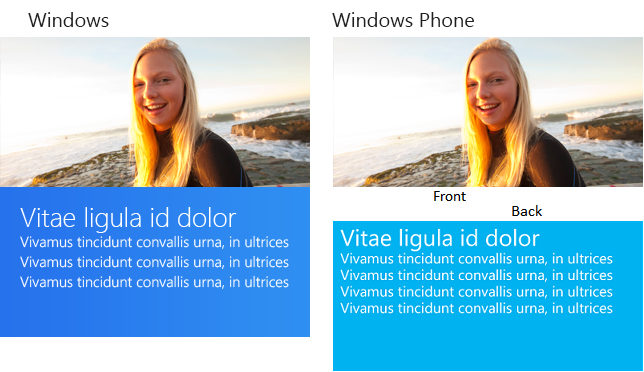 Windows
Vitae ligula id dolor
Vivamus tincidunt convallis urna, in ultrices
Vivamus tincidunt convallis urna, in ultrices
Vivamus tincidunt convallis urna, in ultrices
Windows Phone
Front
Back
Vitae ligula id dolor
Vivamus tincidunt convallis urna, in ultrices
Vivamus tincidunt convallis urna, in ultrices
Vivamus tincidunt convallis urna, in ultrices
Vivamus tincidunt convallis urna, in ultrices